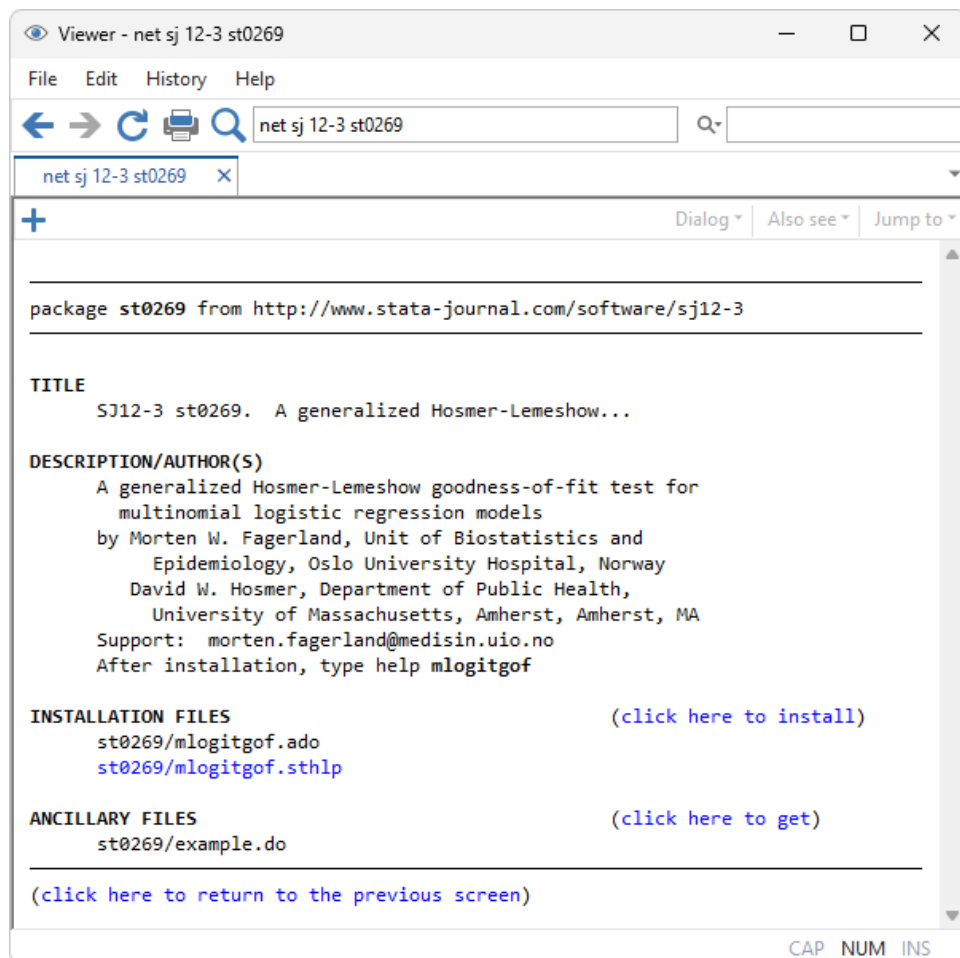 Viewer - net sj 12-3 st0269
File Edit History Help
net sj 12-3 st0269
net sj 12-3 st0269
Dialog Also see Jump to
package st0269 from http://www.stata-journal.com/software/sj12-3
TITLE
SJ12-3 st0269. A generalized Hosmer-Lemeshow...
DESCRIPTION/AUTHOR(S)
A generalized Hosmer-Lemeshow goodness-of-fit test for
multinomial logistic regression models
by Morten W. Fagerland, Unit of Biostatistics and
Epidemiology, Oslo University Hospital, Norway
David W. Hosmer, Department of Public Health,
University of Massachusetts, Amherst, Amherst, MA
Support: morten.fagerland@medisin.uio.no
After installation, type help mlogitgof
INSTALLATION FILES (click here to install)
st0269/mlogitgof.ado
st0269/mlogitgof.sthlp
ANCILLARY FILES (click here to get)
st0269/example.do
(click here to return to the previous screen)
CAP NUM INS